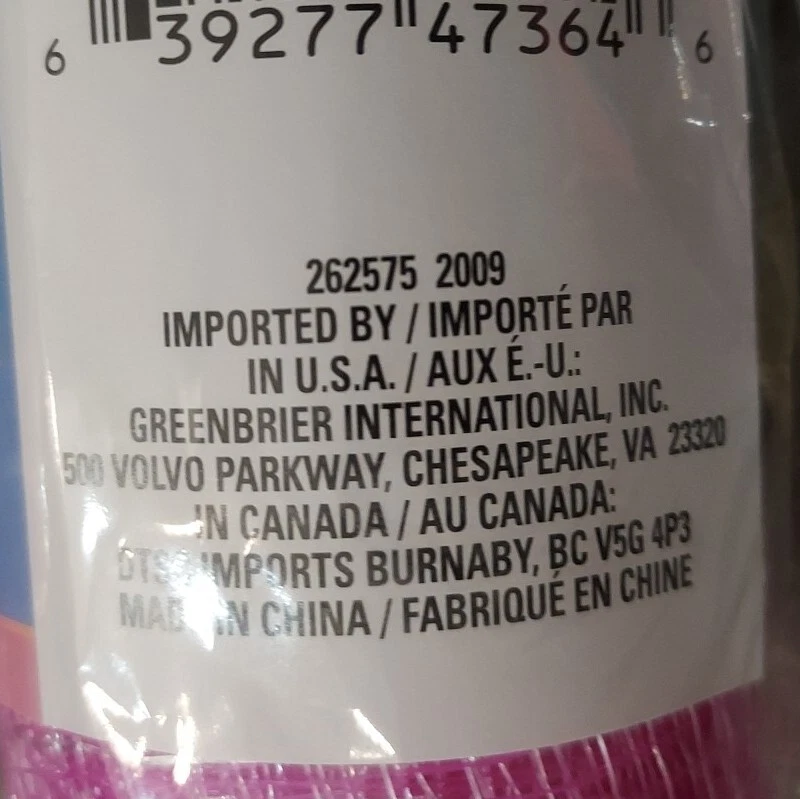 6 39277 47364 6
262575 2009
IMPORTED BY / IMPORTÉ PAR
IN U.S.A. / AUX É.-U.:
GREENBRIER INTERNATIONAL, INC.
500 VOLVO PARKWAY, CHESAPEAKE, VA 23320
IN CANADA / AU CANADA:
IMPORTS BURNABY, BC V5G 4P3
MADE IN CHINA / FABRIQUÉ EN CHINE